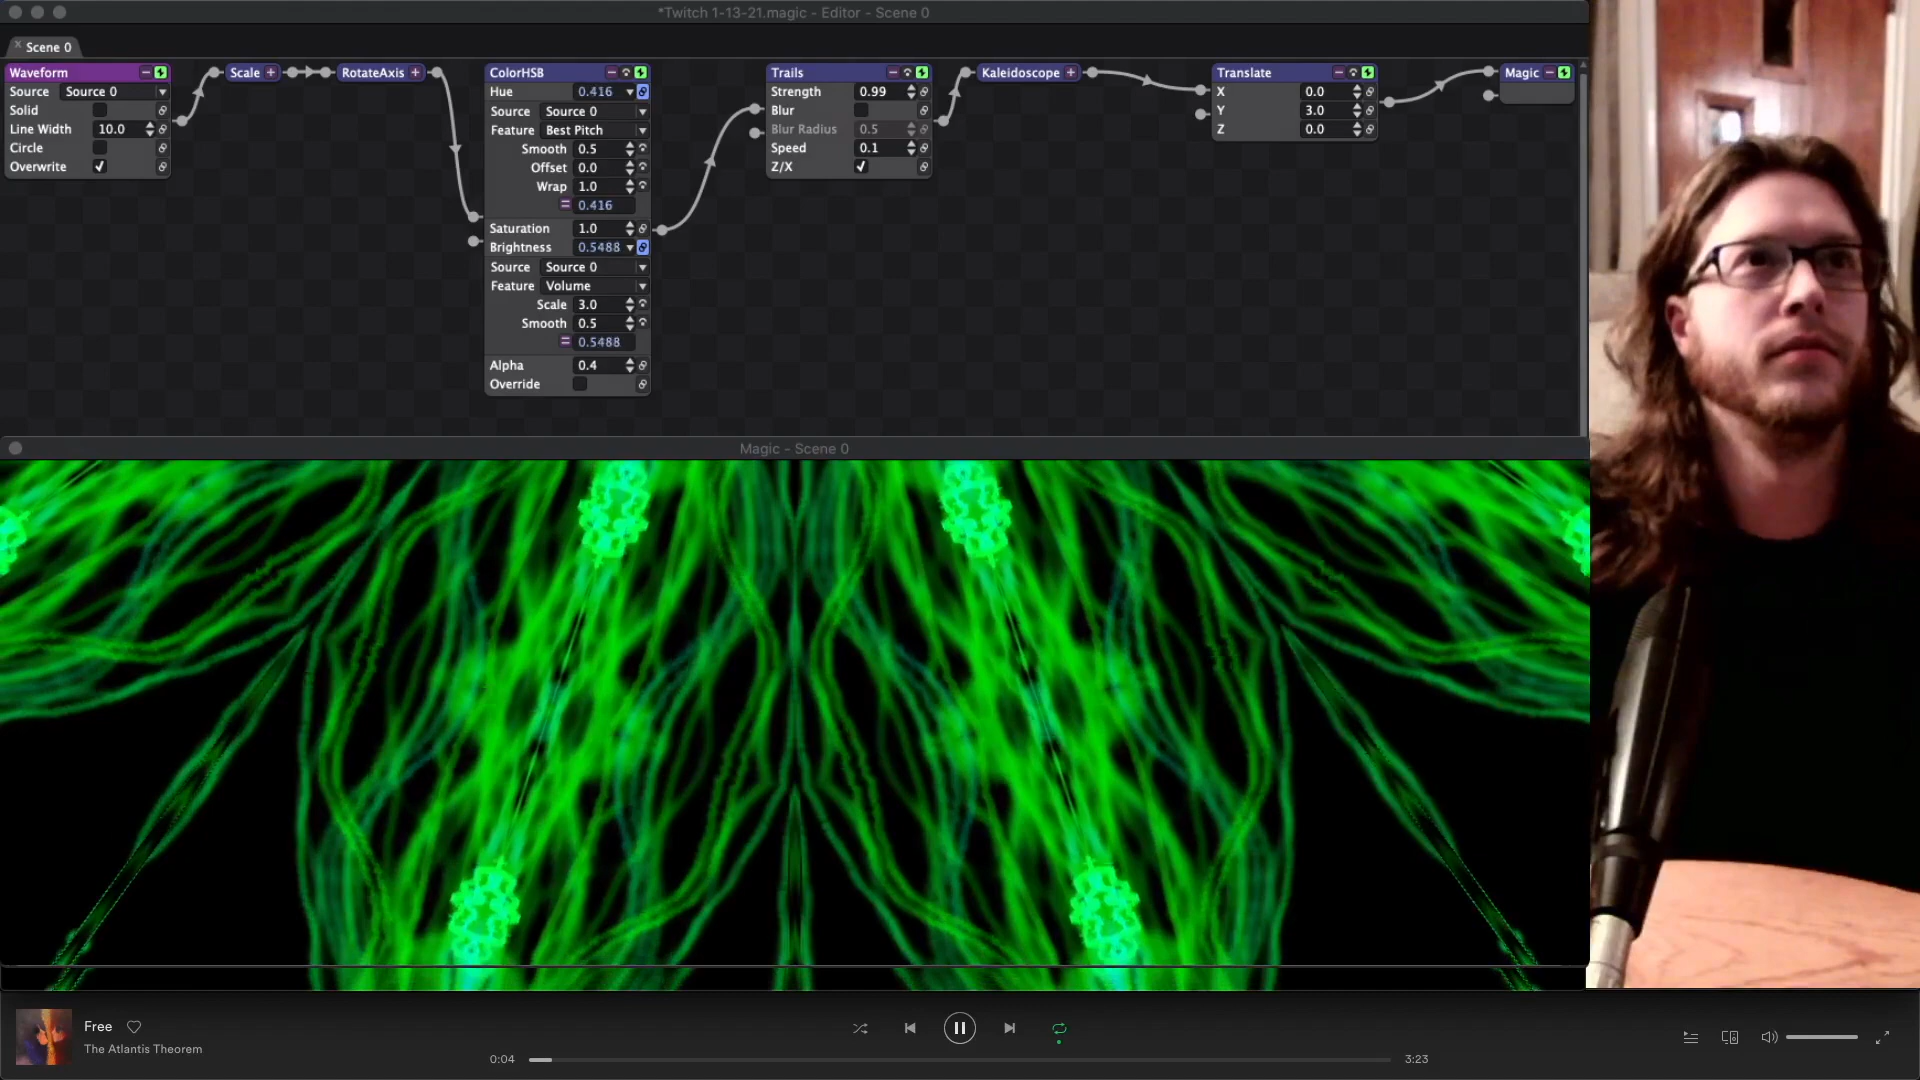 *Twitch 1-13-21.magic - Editor - Scene 0
Scene 0
Waveform
Source Source 0
Solid
Line Width 10.0
Circle
Overwrite
Scale
RotateAxis
ColorHSB
Hue 0.416
Source Source 0
Feature Best Pitch
Smooth 0.5
Offset 0.0
Wrap 1.0
= 0.416
Saturation 1.0
Brightness 0.5488
Source Source 0
Feature Volume
Scale 3.0
Smooth 0.5
= 0.5488
Alpha 0.4
Override
Trails
Strength 0.99
Blur
Blur Radius 0.5
Speed 0.1
Z/X
Kaleidoscope
Translate
X 0.0
Y 3.0
Z 0.0
Magic
Magic - Scene 0
Free
The Atlantis Theorem
0:04
3:23